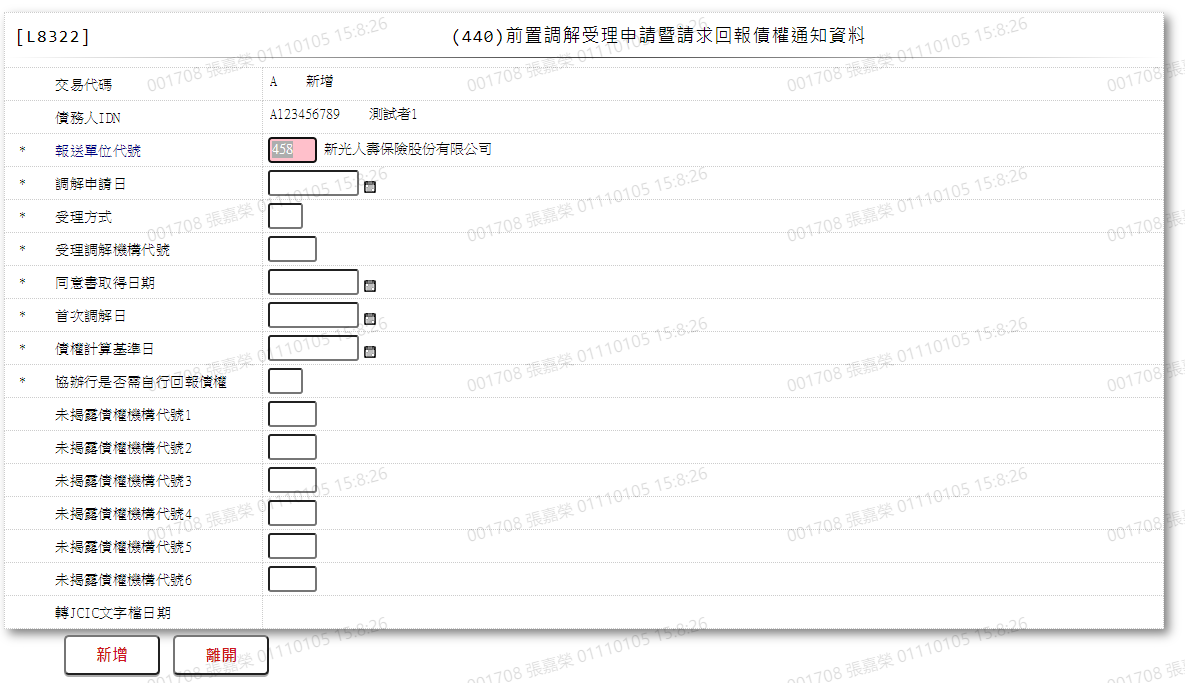 [L8322] (440)前置調解受理申請暨請求回報債權通知資料
交易代碼 A 新增
債務人IDN A123456789 測試者1
* 報送單位代號 458 新光人壽保險股份有限公司
* 調解申請日
* 受理方式
* 受理調解機構代號
* 同意書取得日期
* 首次調解日
* 債權計算基準日
* 協辦行是否需自行回報債權
未揭露債權機構代號1
未揭露債權機構代號2
未揭露債權機構代號3
未揭露債權機構代號4
未揭露債權機構代號5
未揭露債權機構代號6
轉JCIC文字檔日期
新增 離開
001708 張嘉榮 01110105 15:8:26